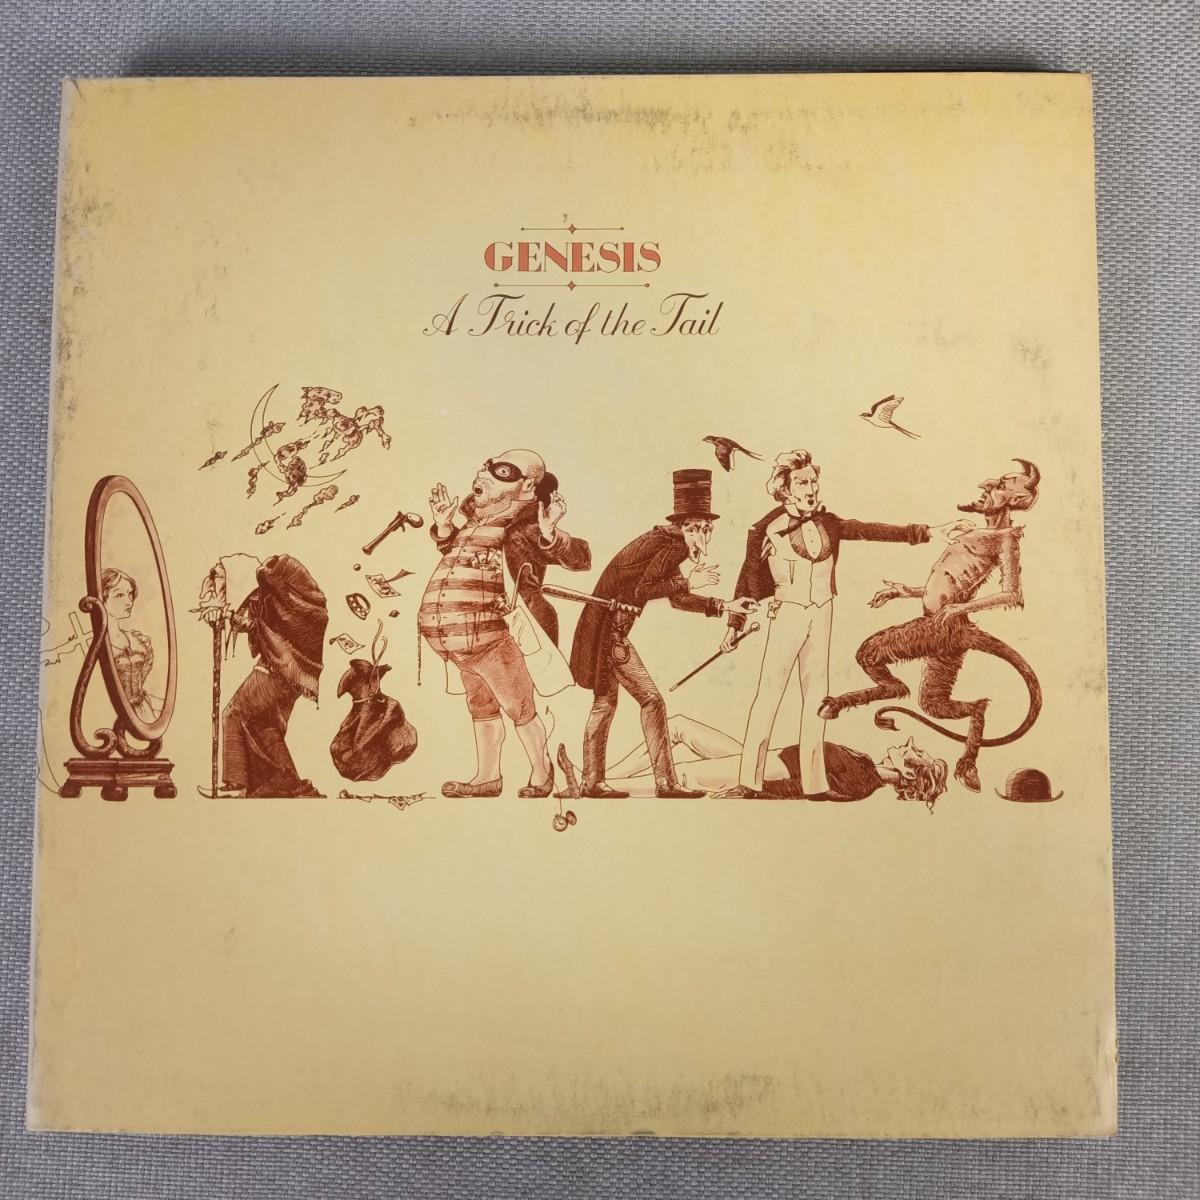 GENESIS
A Trick of the Tail